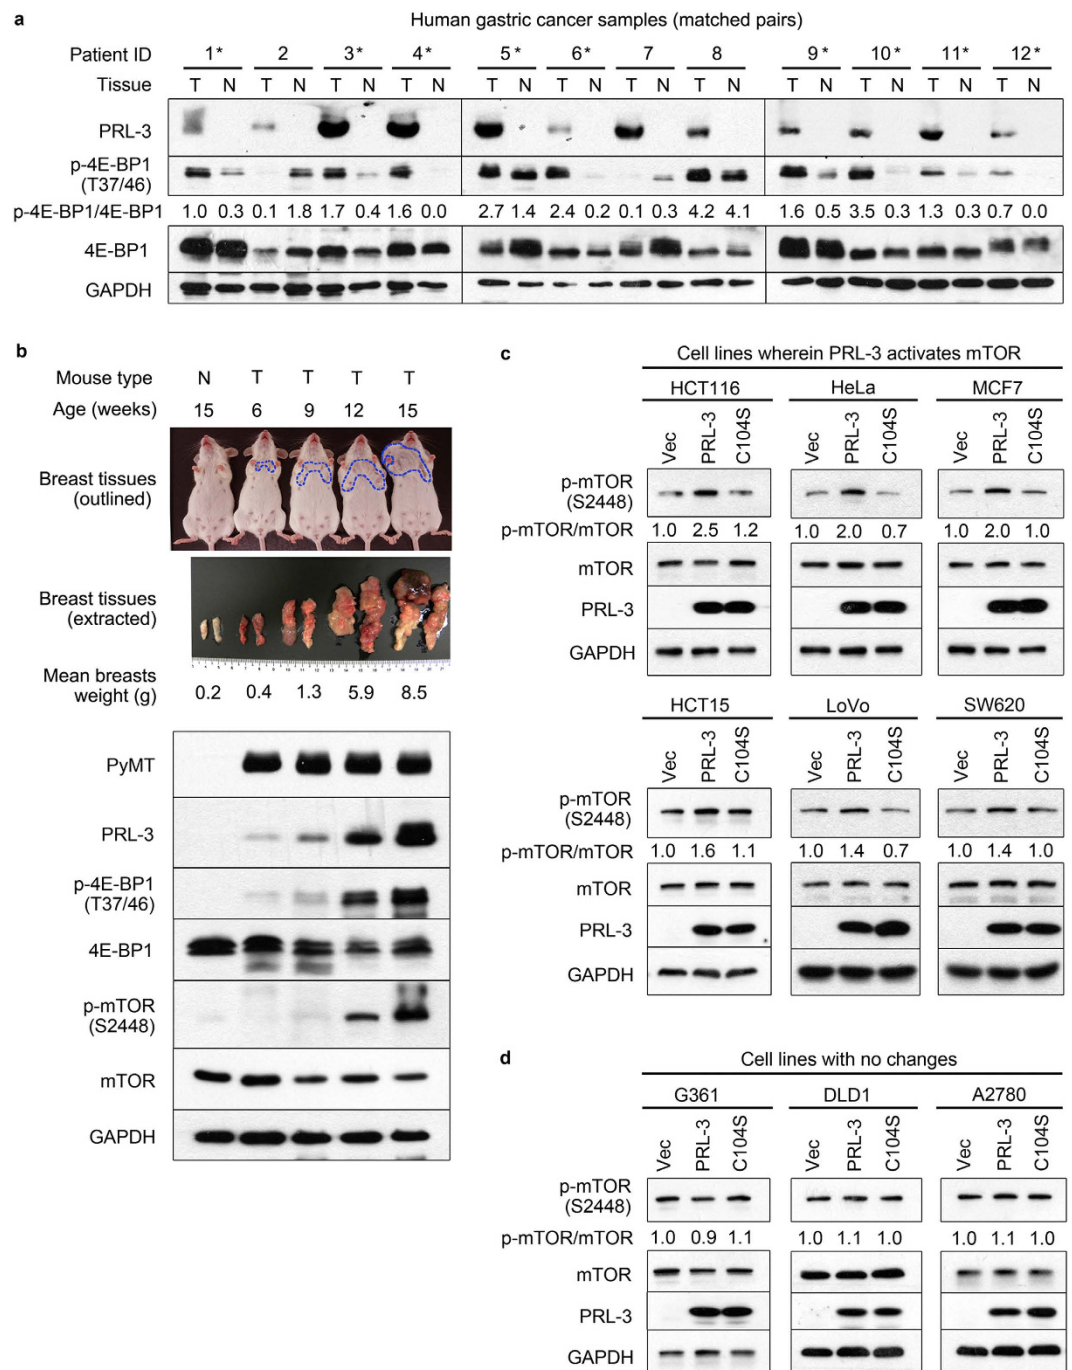 a
Human gastric cancer samples (matched pairs)
Patient ID 1* 2 3* 4* 5* 6* 7 8 9* 10* 11* 12*
Tissue T N T N T N T N T N T N T N T N T N T N T N T N
PRL-3
p-4E-BP1
(T37/46)
p-4E-BP1/4E-BP1 1.0 0.3 0.1 1.8 1.7 0.4 1.6 0.0 2.7 1.4 2.4 0.2 0.1 0.3 4.2 4.1 1.6 0.5 3.5 0.3 1.3 0.3 0.7 0.0
4E-BP1
GAPDH
b
Mouse type N T T T T
Age (weeks) 15 6 9 12 15
Breast tissues
(outlined)
Breast tissues
(extracted)
Mean breasts
weight (g) 0.2 0.4 1.3 5.9 8.5
PyMT
PRL-3
p-4E-BP1
(T37/46)
4E-BP1
p-mTOR
(S2448)
mTOR
GAPDH
c
Cell lines wherein PRL-3 activates mTOR
HCT116 HeLa MCF7
Vec PRL-3 C104S Vec PRL-3 C104S Vec PRL-3 C104S
p-mTOR
(S2448)
p-mTOR/mTOR 1.0 2.5 1.2 1.0 2.0 0.7 1.0 2.0 1.0
mTOR
PRL-3
GAPDH
HCT15 LoVo SW620
Vec PRL-3 C104S Vec PRL-3 C104S Vec PRL-3 C104S
p-mTOR
(S2448)
p-mTOR/mTOR 1.0 1.6 1.1 1.0 1.4 0.7 1.0 1.4 1.0
mTOR
PRL-3
GAPDH
d
Cell lines with no changes
G361 DLD1 A2780
Vec PRL-3 C104S Vec PRL-3 C104S Vec PRL-3 C104S
p-mTOR
(S2448)
p-mTOR/mTOR 1.0 0.9 1.1 1.0 1.1 1.0 1.0 1.1 1.0
mTOR
PRL-3
GAPDH